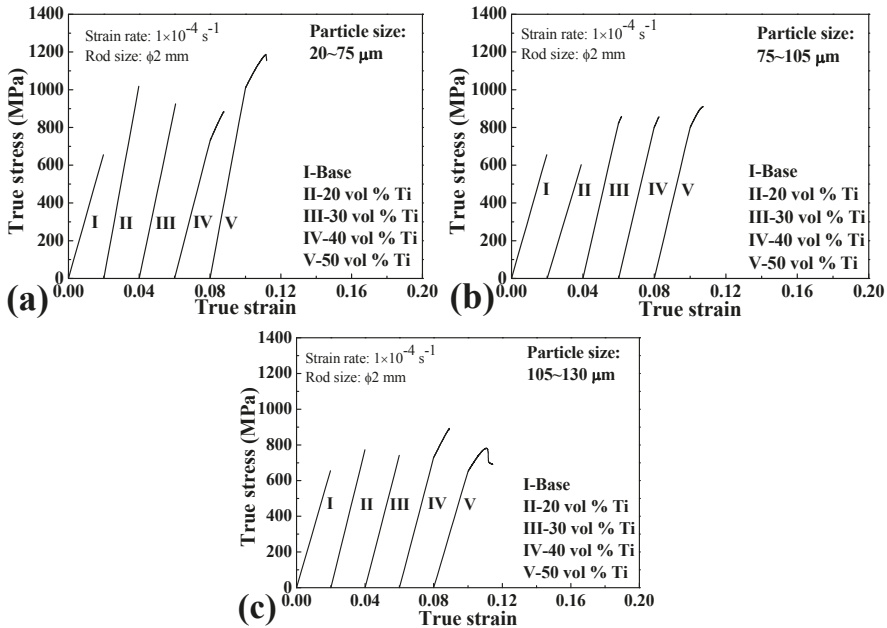 1400
1200
1000
800
600
400
200
0
True stress (MPa)
Strain rate: 1×10⁻⁴ s⁻¹
Rod size: ϕ2 mm
Particle size:
20~75 μm
I II III IV V
I-Base
II-20 vol % Ti
III-30 vol % Ti
IV-40 vol % Ti
V-50 vol % Ti
0.00 0.04 0.08 0.12 0.16 0.20
True strain
(a)
1400
1200
1000
800
600
400
200
0
True stress (MPa)
Strain rate: 1×10⁻⁴ s⁻¹
Rod size: ϕ2 mm
Particle size:
75~105 μm
I II III IV V
I-Base
II-20 vol % Ti
III-30 vol % Ti
IV-40 vol % Ti
V-50 vol % Ti
0.00 0.04 0.08 0.12 0.16 0.20
True strain
(b)
1400
1200
1000
800
600
400
200
0
True stress (MPa)
Strain rate: 1×10⁻⁴ s⁻¹
Rod size: ϕ2 mm
Particle size:
105~130 μm
I II III IV V
I-Base
II-20 vol % Ti
III-30 vol % Ti
IV-40 vol % Ti
V-50 vol % Ti
0.00 0.04 0.08 0.12 0.16 0.20
True strain
(c)